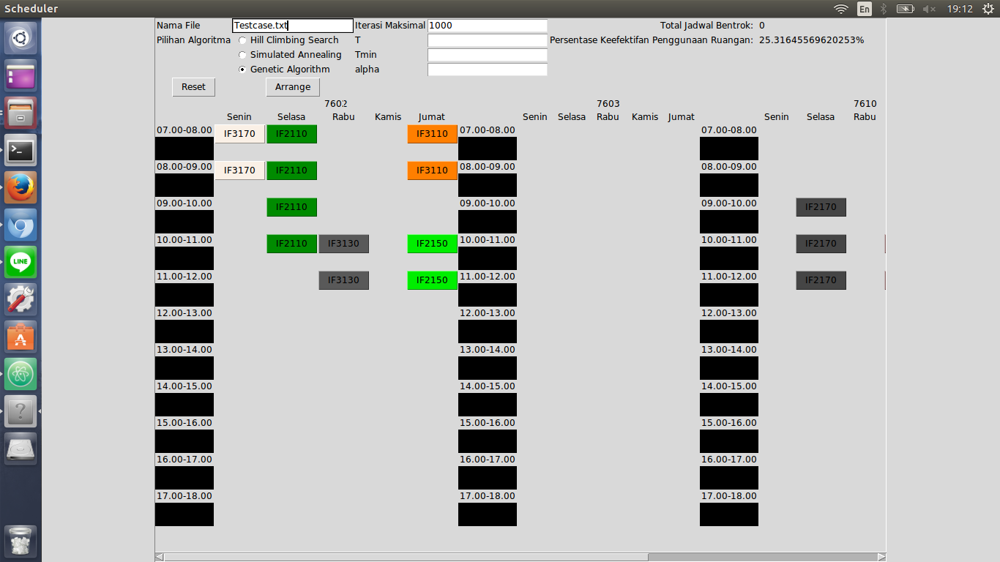 Scheduler En 19:12
Nama File Testcase.txt Iterasi Maksimal 1000 Total Jadwal Bentrok: 0
Pilihan Algoritma Hill Climbing Search T Persentase Keefektifan Penggunaan Ruangan: 25.31645569620253%
Simulated Annealing Tmin
Genetic Algorithm alpha
Reset Arrange
7602 7603 7610
Senin Selasa Rabu Kamis Jumat Senin Selasa Rabu Kamis Jumat Senin Selasa Rabu
07.00-08.00 IF3170 IF2110 IF3110 07.00-08.00 07.00-08.00
08.00-09.00 IF3170 IF2110 IF3110 08.00-09.00 08.00-09.00
09.00-10.00 IF2110 09.00-10.00 09.00-10.00 IF2170
10.00-11.00 IF2110 IF3130 IF2150 10.00-11.00 10.00-11.00 IF2170
11.00-12.00 IF3130 IF2150 11.00-12.00 11.00-12.00 IF2170
12.00-13.00 12.00-13.00 12.00-13.00
13.00-14.00 13.00-14.00 13.00-14.00
14.00-15.00 14.00-15.00 14.00-15.00
15.00-16.00 15.00-16.00 15.00-16.00
16.00-17.00 16.00-17.00 16.00-17.00
17.00-18.00 17.00-18.00 17.00-18.00
LINE